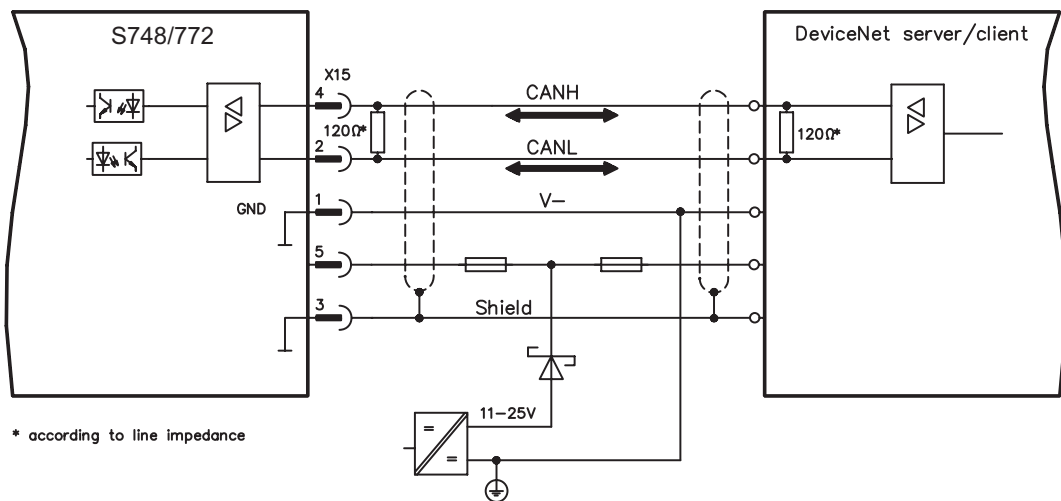 S748/772
DeviceNet server/client
X15
4
CANH
120Ω*
120Ω*
2
CANL
GND
1
V−
5
3
Shield
11−25V
* according to line impedance